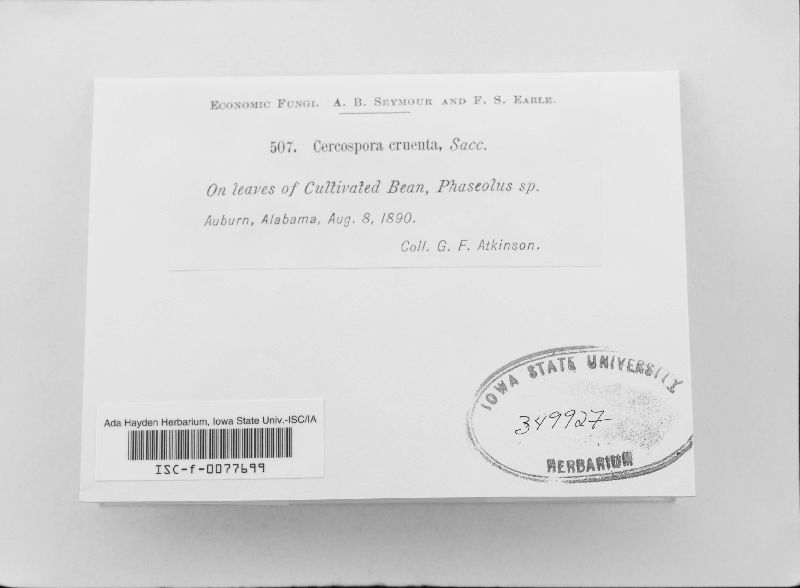 Economic Fungi. A. B. Seymour and F. S. Earle.
507. Cercospora cruenta, Sacc.
On leaves of Cultivated Bean, Phaseolus sp.
Auburn, Alabama, Aug. 8, 1890.
Coll. G. F. Atkinson.
IOWA STATE UNIVERSITY
349927
HERBARIUM
Ada Hayden Herbarium, Iowa State Univ.-ISC/IA
ISC-f-0077699